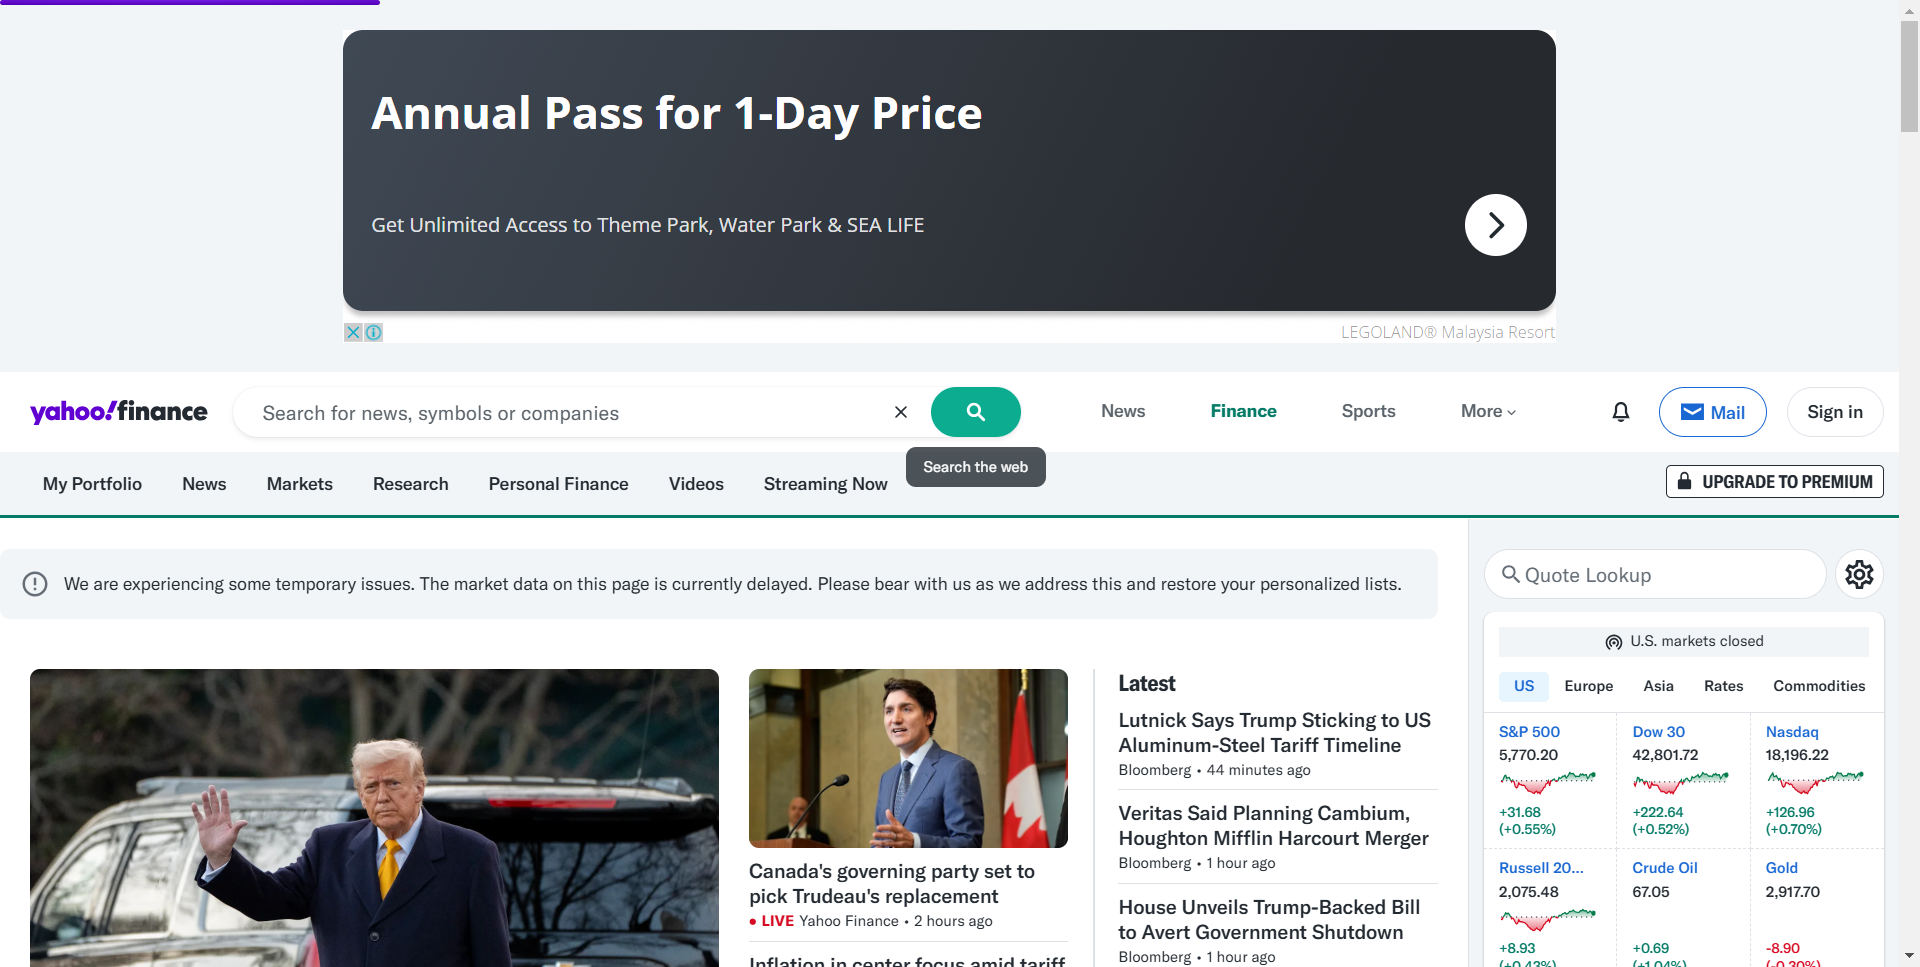 Annual Pass for 1-Day Price
Get Unlimited Access to Theme Park, Water Park & SEA LIFE
LEGOLAND® Malaysia Resort
yahoo!finance
Search for news, symbols or companies
News
Finance
Sports
More
Mail
Sign in
Search the web
My Portfolio
News
Markets
Research
Personal Finance
Videos
Streaming Now
UPGRADE TO PREMIUM
We are experiencing some temporary issues. The market data on this page is currently delayed. Please bear with us as we address this and restore your personalized lists.
Canada's governing party set to
pick Trudeau's replacement
• LIVE Yahoo Finance • 2 hours ago
Inflation in center focus amid tariff
Latest
Lutnick Says Trump Sticking to US
Aluminum-Steel Tariff Timeline
Bloomberg • 44 minutes ago
Veritas Said Planning Cambium,
Houghton Mifflin Harcourt Merger
Bloomberg • 1 hour ago
House Unveils Trump-Backed Bill
to Avert Government Shutdown
Bloomberg • 1 hour ago
Quote Lookup
U.S. markets closed
US
Europe
Asia
Rates
Commodities
S&P 500
5,770.20
+31.68
(+0.55%)
Dow 30
42,801.72
+222.64
(+0.52%)
Nasdaq
18,196.22
+126.96
(+0.70%)
Russell 20...
2,075.48
+8.93
(+0.43%)
Crude Oil
67.05
+0.69
(+1.04%)
Gold
2,917.70
-8.90
(-0.30%)